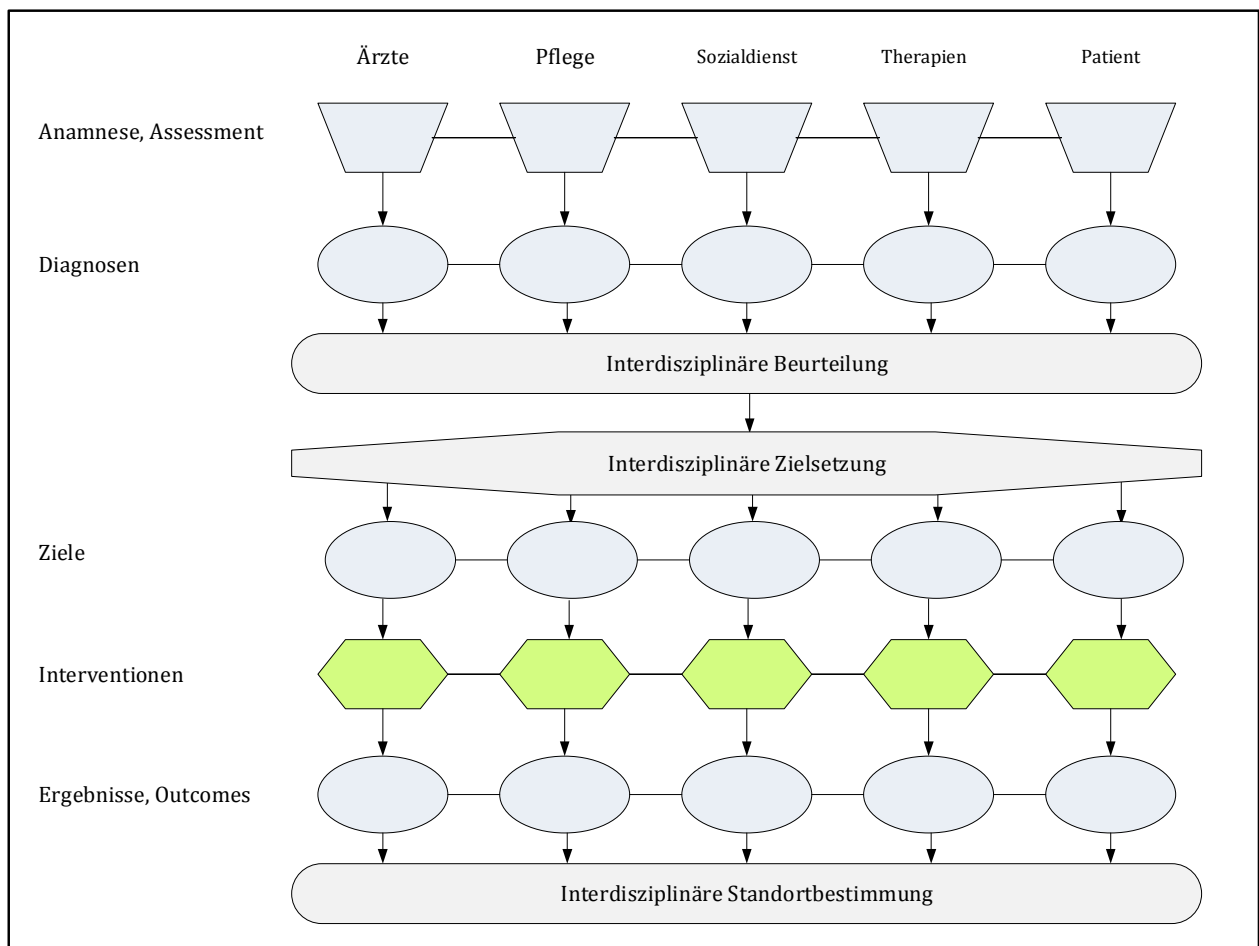 Ärzte Pflege Sozialdienst Therapien Patient
Anamnese, Assessment
Diagnosen
Interdisziplinäre Beurteilung
Interdisziplinäre Zielsetzung
Ziele
Interventionen
Ergebnisse, Outcomes
Interdisziplinäre Standortbestimmung